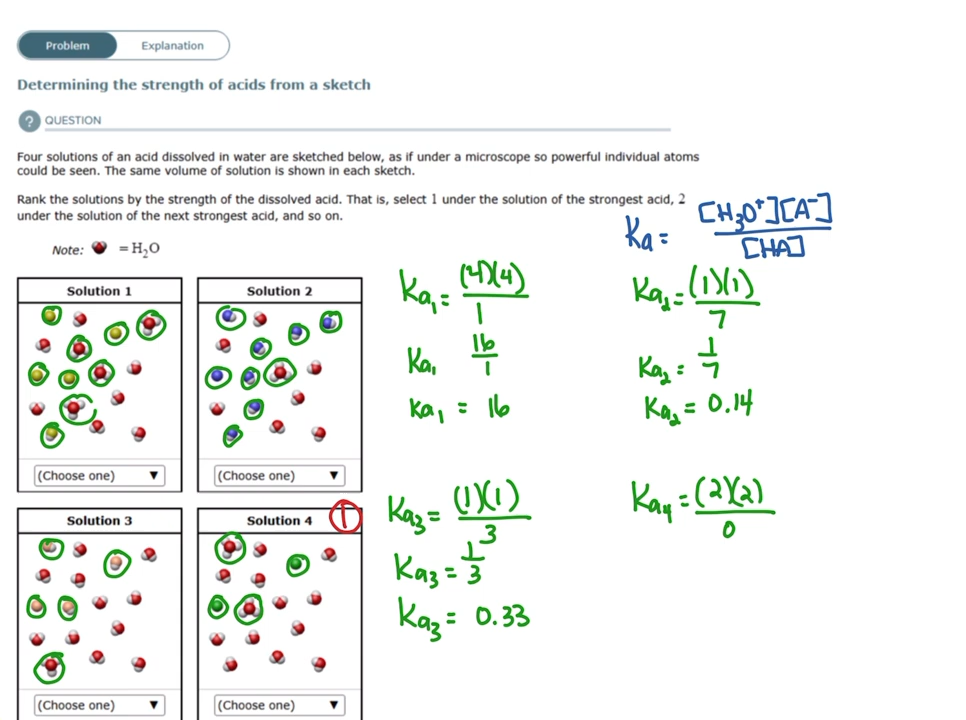 Problem Explanation
Determining the strength of acids from a sketch
? QUESTION
Four solutions of an acid dissolved in water are sketched below, as if under a microscope so powerful individual atoms
could be seen. The same volume of solution is shown in each sketch.
Rank the solutions by the strength of the dissolved acid. That is, select 1 under the solution of the strongest acid, 2
under the solution of the next strongest acid, and so on.
Note: = H₂O
Ka = [H₃O⁺][A⁻] / [HA]
Solution 1 Solution 2
(Choose one) ▼ (Choose one) ▼
Ka₁ = (4)(4) / 1
Ka₁ 16/1
Ka₁ = 16
Ka₂ = (1)(1) / 7
Ka₂ = 1/7
Ka₂ = 0.14
Solution 3 Solution 4 1
(Choose one) ▼ (Choose one) ▼
Ka₃ = (1)(1) / 3
Ka₃ = 1/3
Ka₃ = 0.33
Ka₄ = (2)(2) / 0